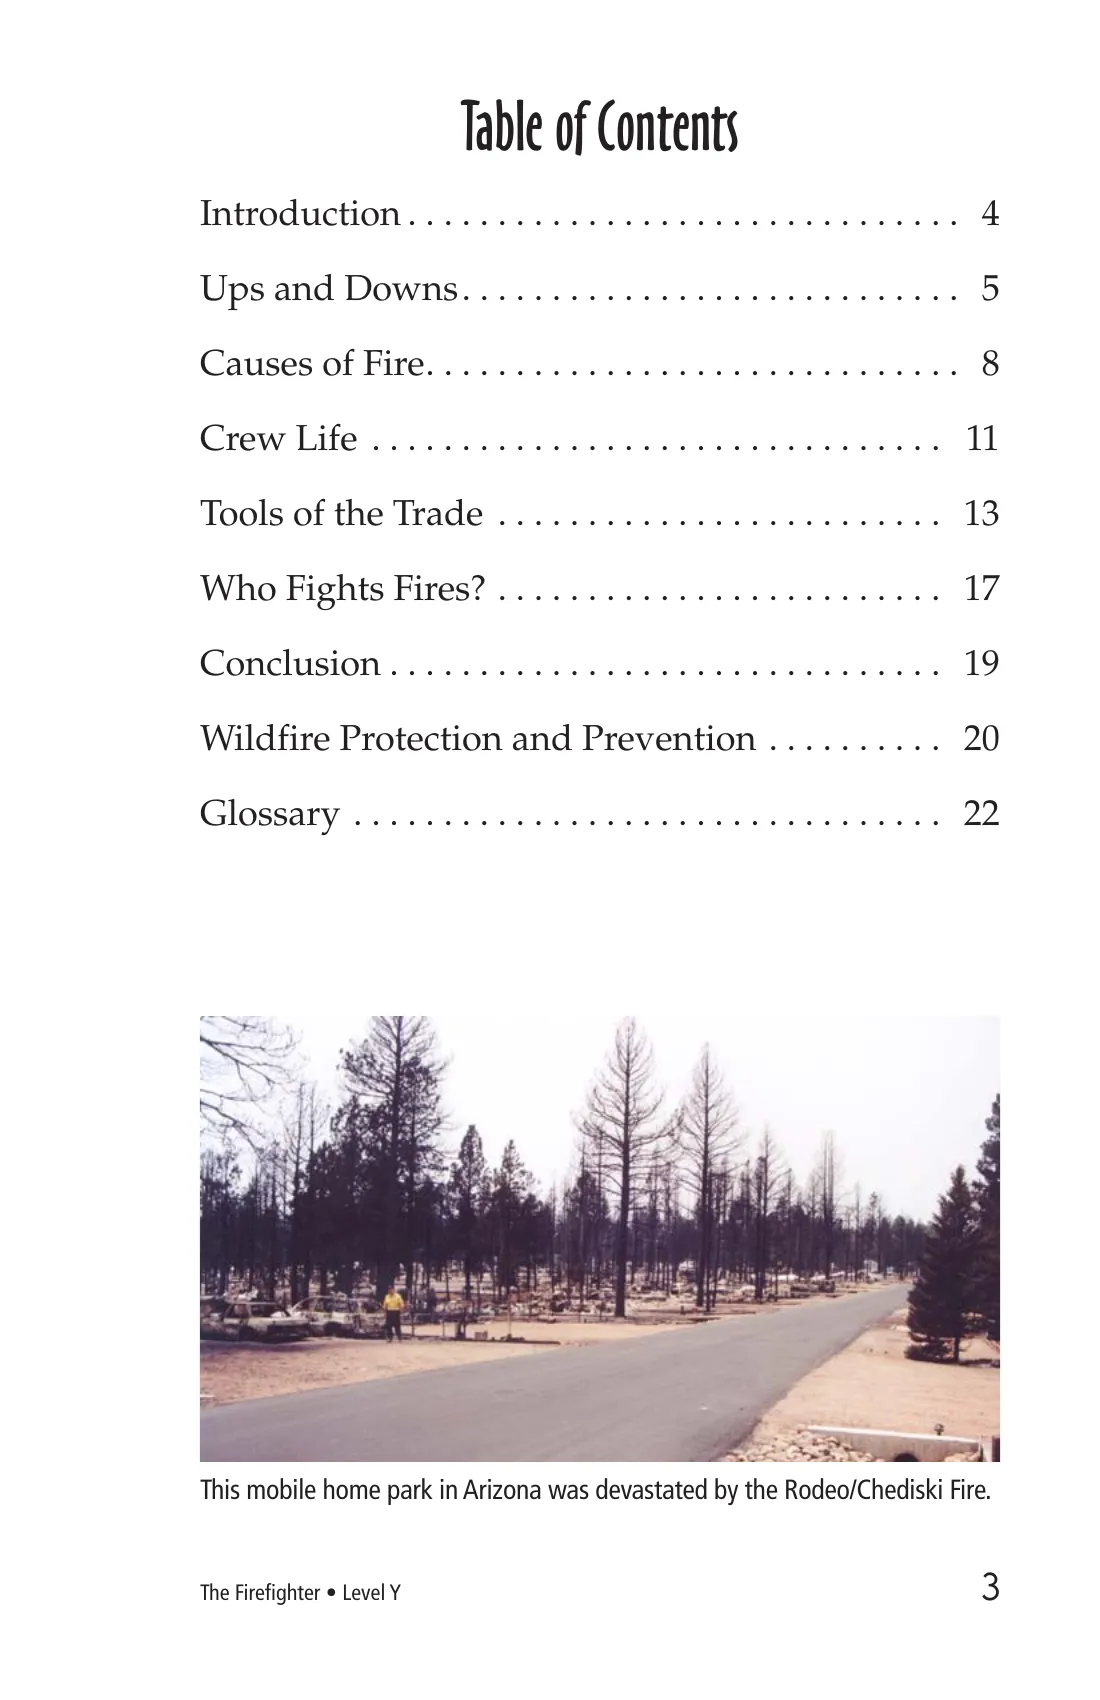 Table of Contents
Introduction . . . . . . . . . . . . . . . . . . . . . . . . . . . . . . . 4
Ups and Downs . . . . . . . . . . . . . . . . . . . . . . . . . . . . 5
Causes of Fire. . . . . . . . . . . . . . . . . . . . . . . . . . . . . . 8
Crew Life . . . . . . . . . . . . . . . . . . . . . . . . . . . . . . . . 11
Tools of the Trade . . . . . . . . . . . . . . . . . . . . . . . . . 13
Who Fights Fires? . . . . . . . . . . . . . . . . . . . . . . . . . 17
Conclusion . . . . . . . . . . . . . . . . . . . . . . . . . . . . . . . 19
Wildfire Protection and Prevention . . . . . . . . . . 20
Glossary . . . . . . . . . . . . . . . . . . . . . . . . . . . . . . . . . 22
This mobile home park in Arizona was devastated by the Rodeo/Chediski Fire.
The Firefighter • Level Y 3